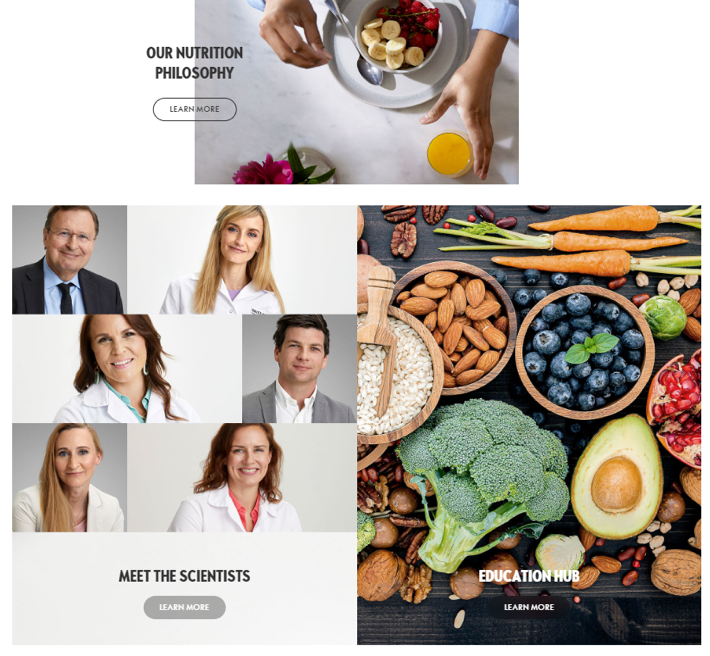 OUR NUTRITION
PHILOSOPHY
LEARN MORE
MEET THE SCIENTISTS
LEARN MORE
EDUCATION HUB
LEARN MORE